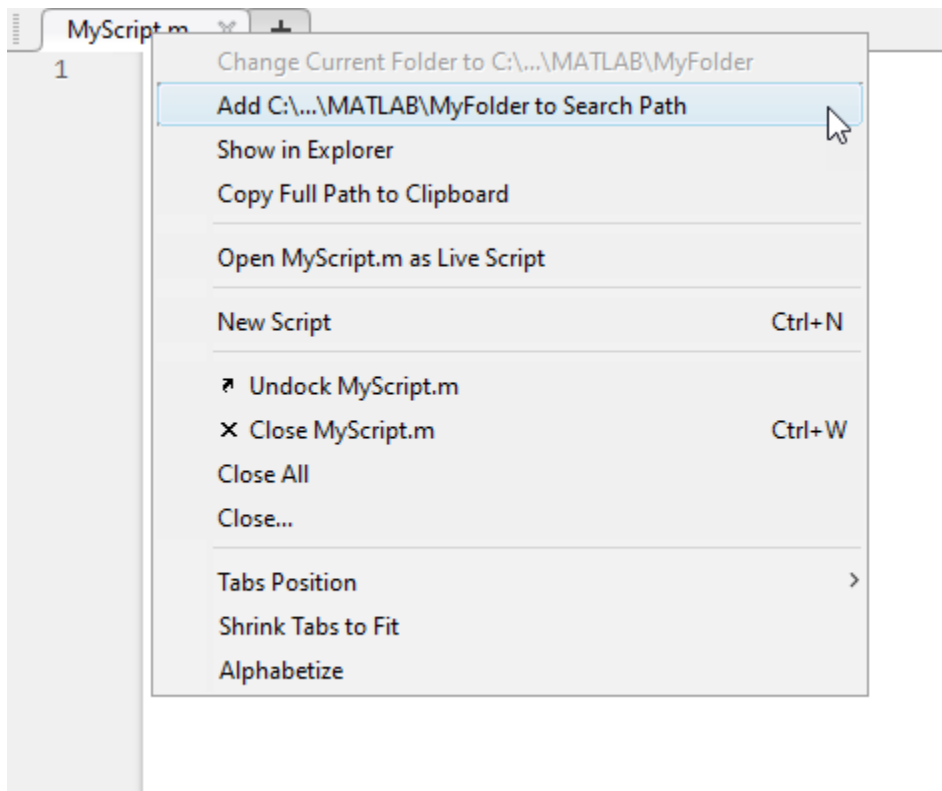 MyScript.m
1
Change Current Folder to C:\...\MATLAB\MyFolder
Add C:\...\MATLAB\MyFolder to Search Path
Show in Explorer
Copy Full Path to Clipboard
Open MyScript.m as Live Script
New Script Ctrl+N
Undock MyScript.m
Close MyScript.m Ctrl+W
Close All
Close...
Tabs Position
Shrink Tabs to Fit
Alphabetize